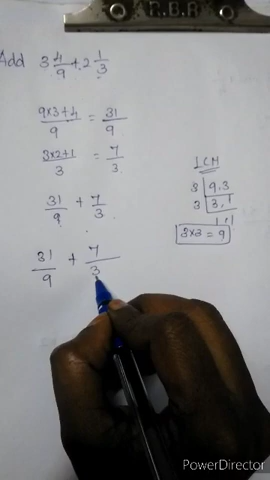 R.B.A
Add 3 4/9 + 2 1/3
9×3+4/9 = 31/9
3×2+1/3 = 7/3
31/9 + 7/3
31/9 + 7/3
LCM
3 | 9,3
3 | 3,1
1,1
3×3 = 9
PowerDirector